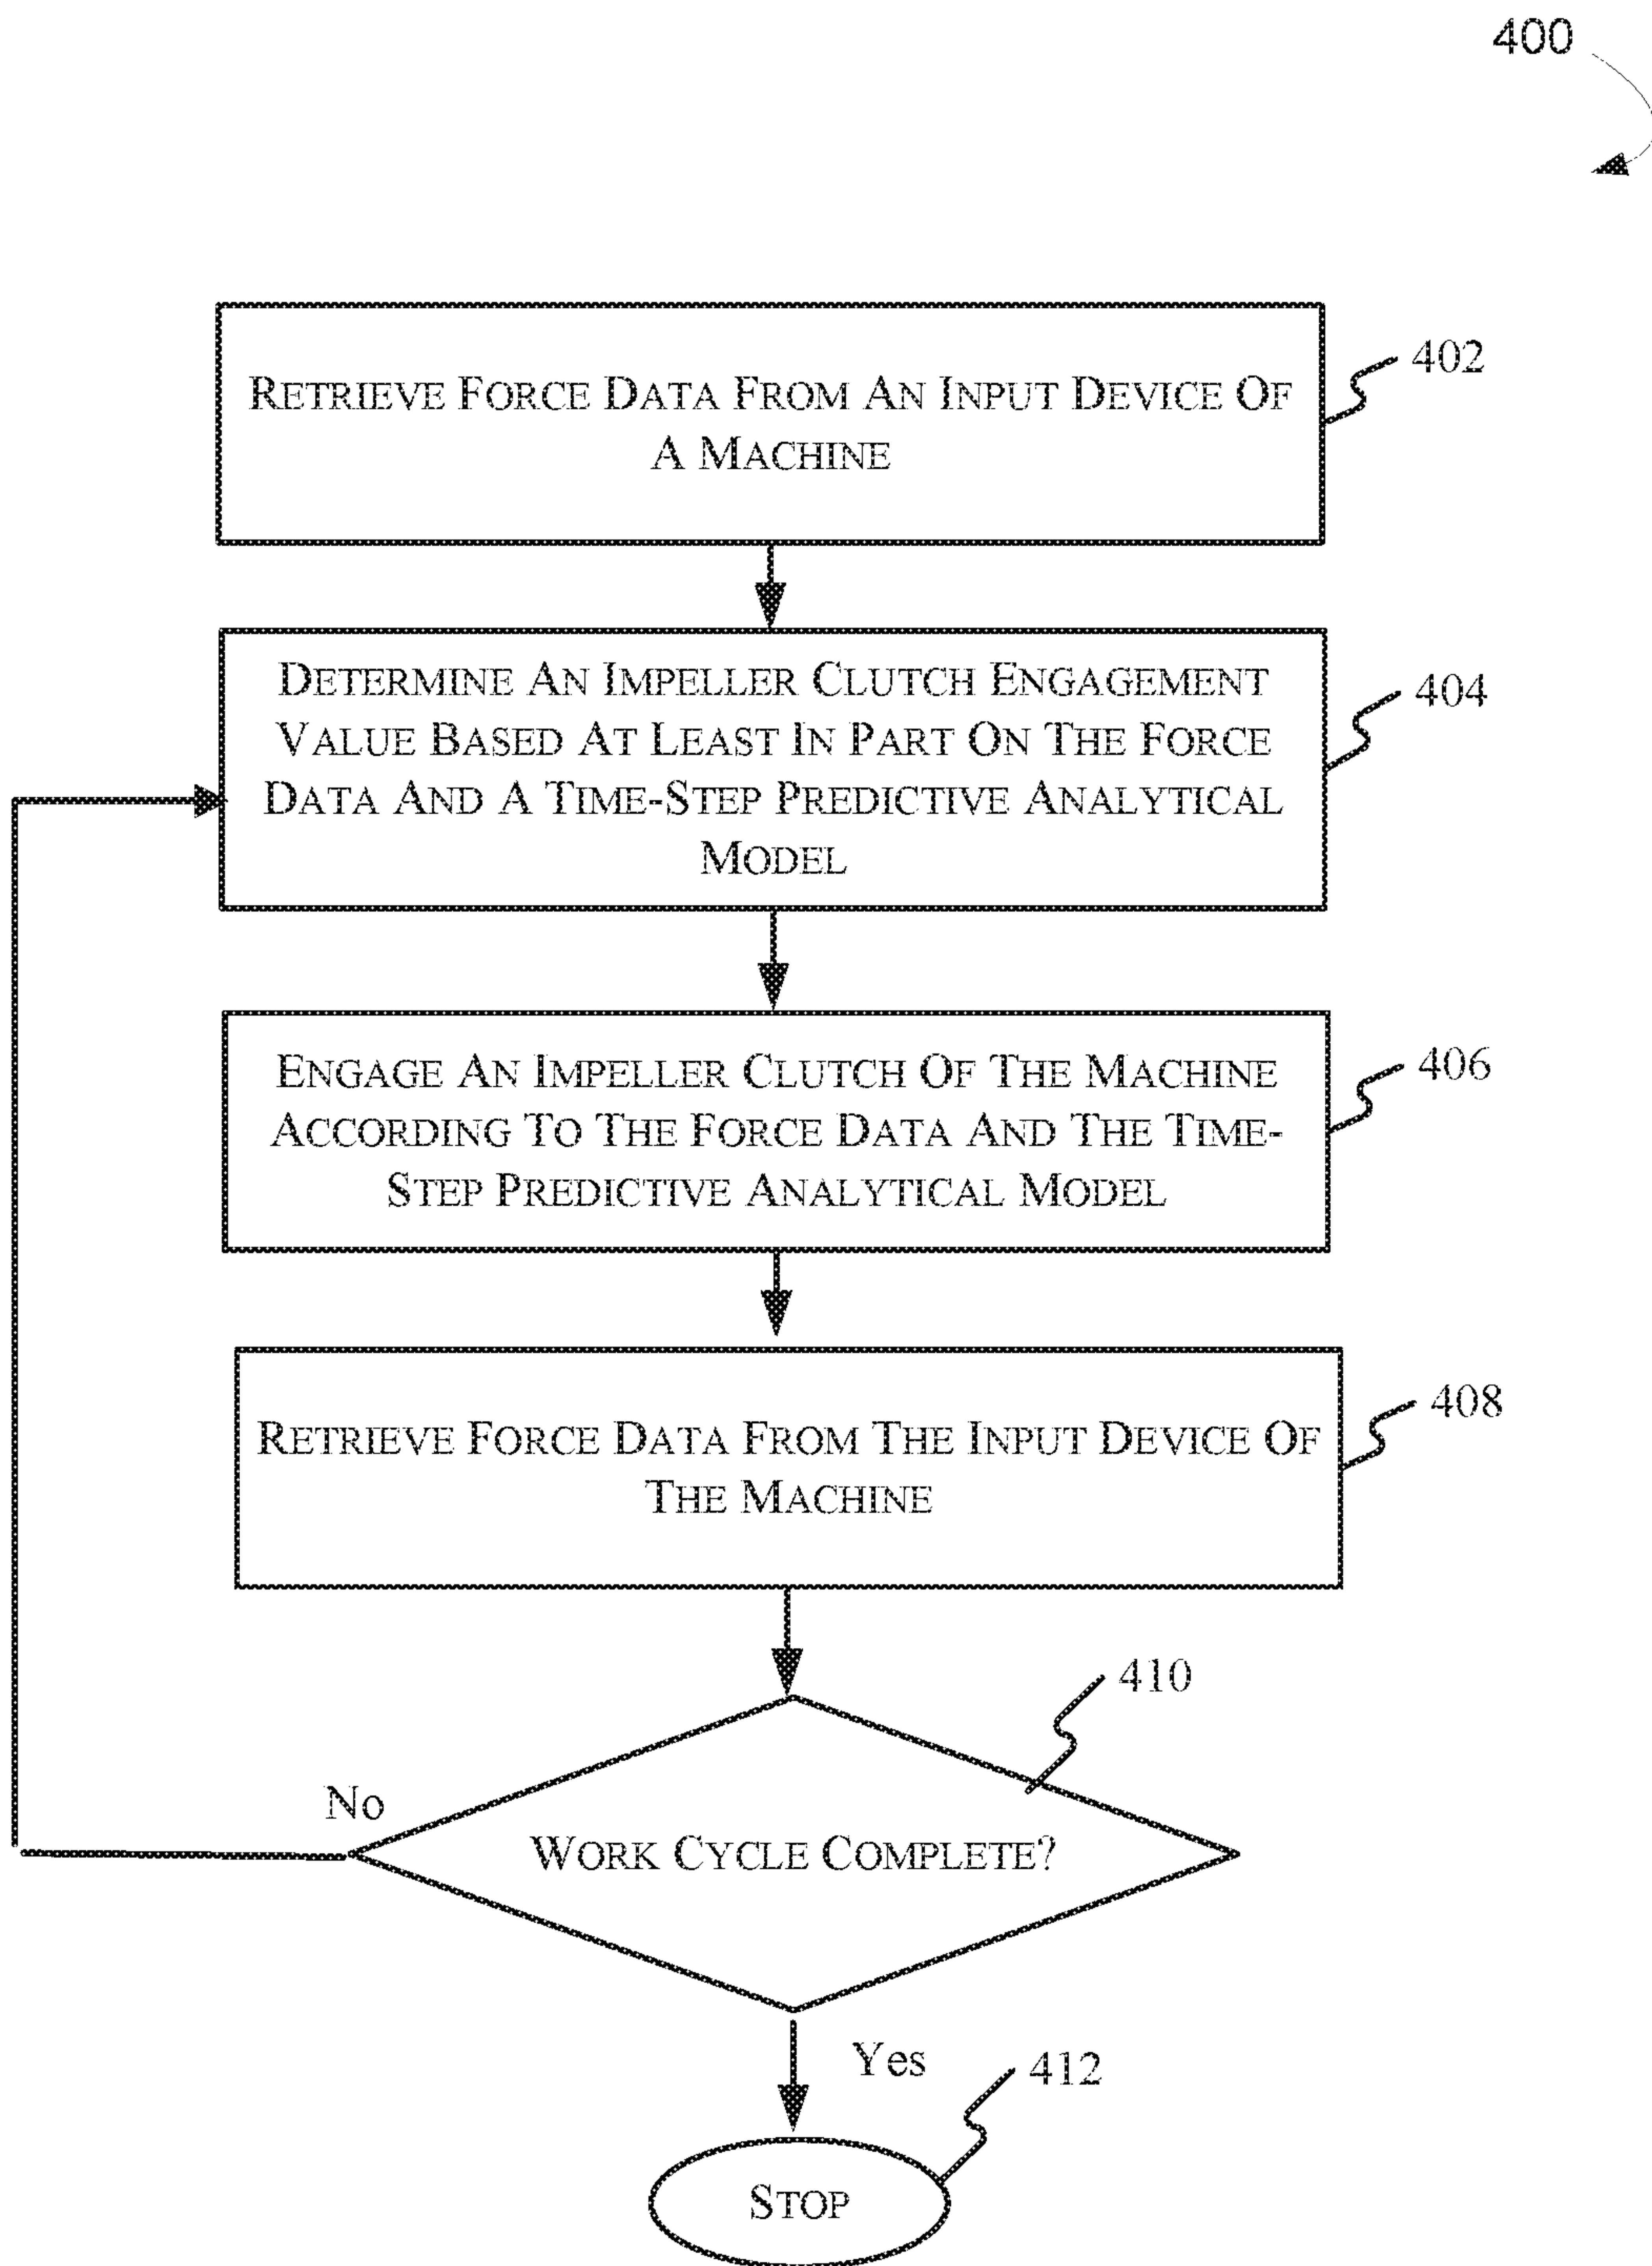 400
RETRIEVE FORCE DATA FROM AN INPUT DEVICE OF
A MACHINE
402
DETERMINE AN IMPELLER CLUTCH ENGAGEMENT
VALUE BASED AT LEAST IN PART ON THE FORCE
DATA AND A TIME-STEP PREDICTIVE ANALYTICAL
MODEL
404
ENGAGE AN IMPELLER CLUTCH OF THE MACHINE
ACCORDING TO THE FORCE DATA AND THE TIME-
STEP PREDICTIVE ANALYTICAL MODEL
406
RETRIEVE FORCE DATA FROM THE INPUT DEVICE OF
THE MACHINE
408
410
No
WORK CYCLE COMPLETE?
Yes
412
STOP